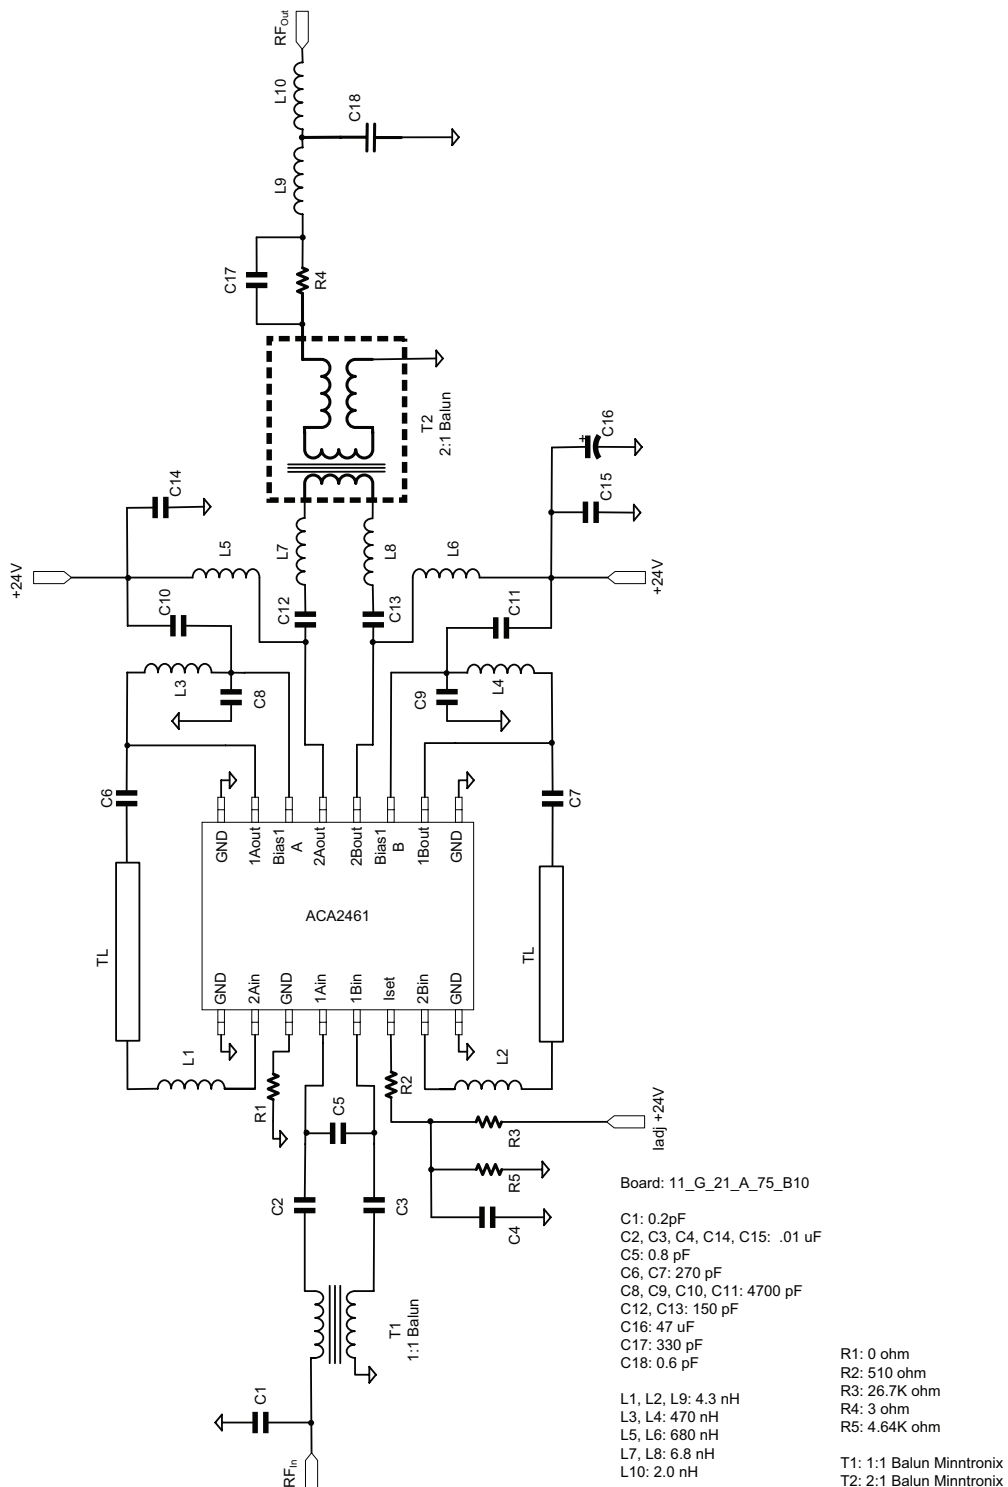 RFOut
L10
C18
L9
C17
R4
T2
2:1 Balun
C14
C16
C15
+24V
L5
L7
L8
L6
+24V
C10
C12
C13
C11
L3
C8
C9
L4
C6
C7
GND
1Aout
Bias1
A
2Aout
2Bout
Bias1
B
1Bout
GND
ACA2461
TL
TL
GND
2Ain
GND
1Ain
1Bin
Iset
2Bin
GND
L1
L2
R1
C5
R2
R3
Iadj +24V
R5
C2
C3
C4
T1
1:1 Balun
C1
RFIn
Board: 11_G_21_A_75_B10
C1: 0.2pF
C2, C3, C4, C14, C15: .01 uF
C5: 0.8 pF
C6, C7: 270 pF
C8, C9, C10, C11: 4700 pF
C12, C13: 150 pF
C16: 47 uF
C17: 330 pF
C18: 0.6 pF
L1, L2, L9: 4.3 nH
L3, L4: 470 nH
L5, L6: 680 nH
L7, L8: 6.8 nH
L10: 2.0 nH
R1: 0 ohm
R2: 510 ohm
R3: 26.7K ohm
R4: 3 ohm
R5: 4.64K ohm
T1: 1:1 Balun Minntronix
T2: 2:1 Balun Minntronix